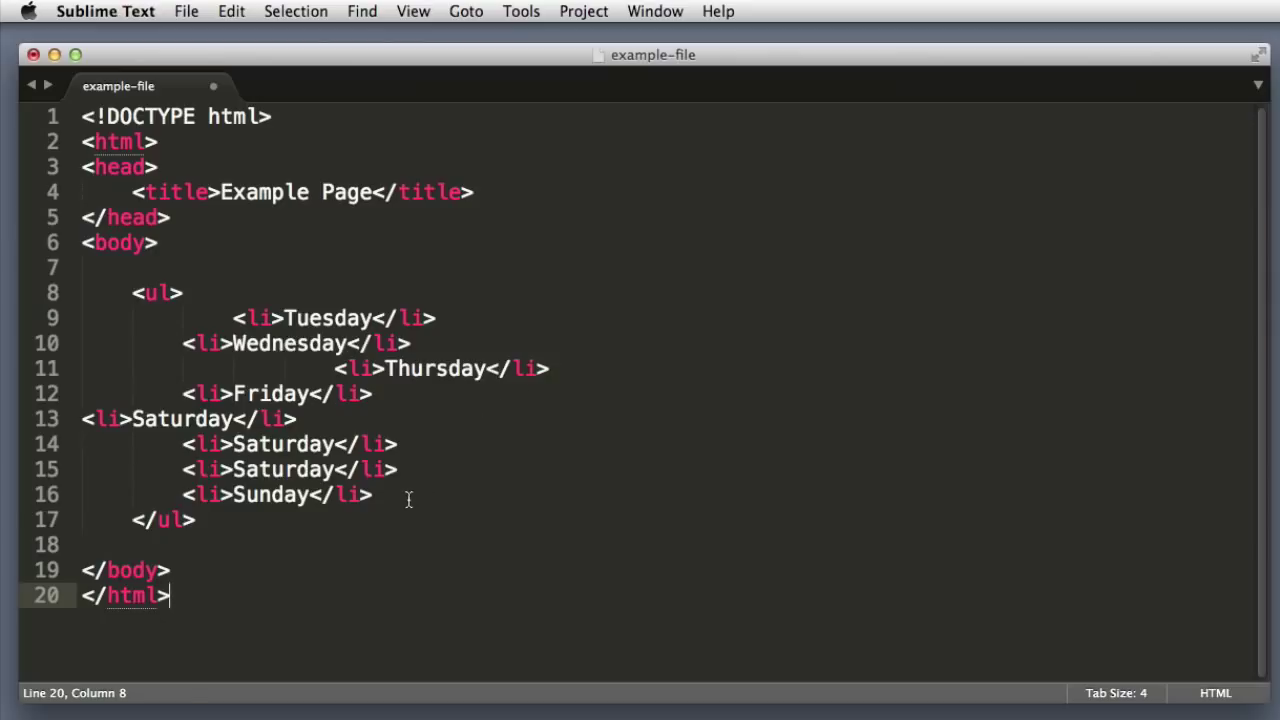 Sublime Text File Edit Selection Find View Goto Tools Project Window Help
example-file
example-file
1 <!DOCTYPE html>
2 <html>
3 <head>
4     <title>Example Page</title>
5 </head>
6 <body>
7
8     <ul>
9             <li>Tuesday</li>
10         <li>Wednesday</li>
11                     <li>Thursday</li>
12         <li>Friday</li>
13 <li>Saturday</li>
14         <li>Saturday</li>
15         <li>Saturday</li>
16         <li>Sunday</li>
17     </ul>
18
19 </body>
20 </html>
Line 20, Column 8 Tab Size: 4 HTML